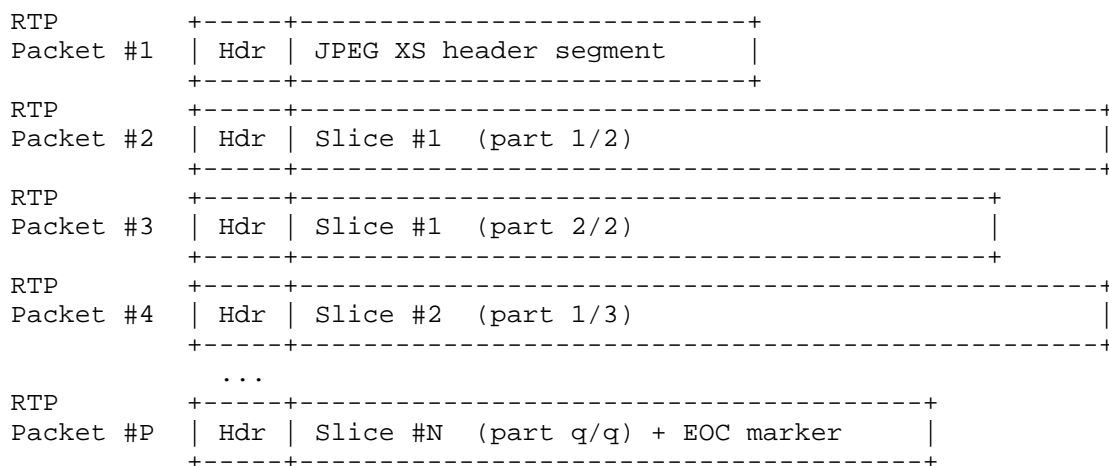 RTP +-----+----------------------------+
Packet #1 | Hdr | JPEG XS header segment |
+-----+----------------------------+
RTP +-----+--------------------------------------------------+
Packet #2 | Hdr | Slice #1 (part 1/2) |
+-----+--------------------------------------------------+
RTP +-----+-------------------------------------------+
Packet #3 | Hdr | Slice #1 (part 2/2) |
+-----+-------------------------------------------+
RTP +-----+--------------------------------------------------+
Packet #4 | Hdr | Slice #2 (part 1/3) |
+-----+--------------------------------------------------+
...
RTP +-----+---------------------------------------+
Packet #P | Hdr | Slice #N (part q/q) + EOC marker |
+-----+---------------------------------------+